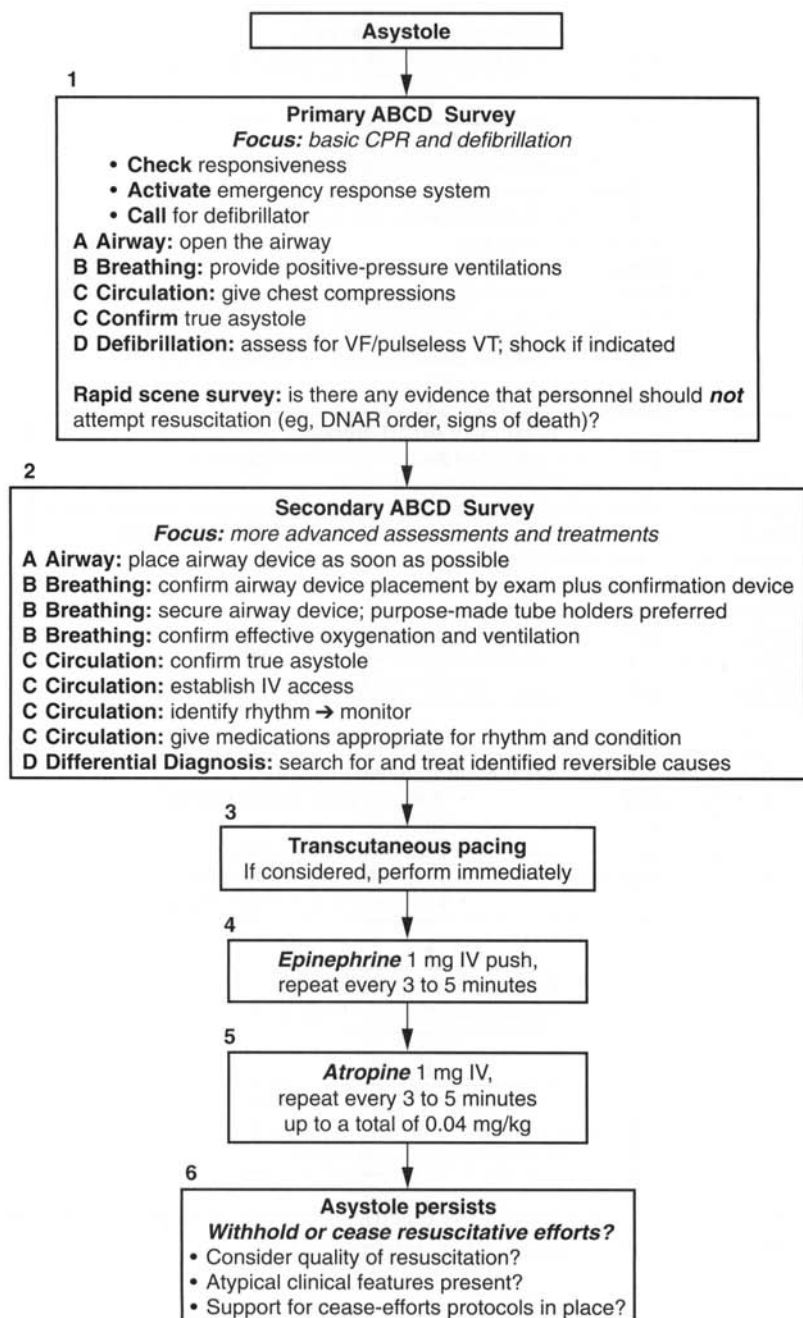 Asystole
1
Primary ABCD Survey
Focus: basic CPR and defibrillation
• Check responsiveness
• Activate emergency response system
• Call for defibrillator
A Airway: open the airway
B Breathing: provide positive-pressure ventilations
C Circulation: give chest compressions
C Confirm true asystole
D Defibrillation: assess for VF/pulseless VT; shock if indicated
Rapid scene survey: is there any evidence that personnel should not
attempt resuscitation (eg, DNAR order, signs of death)?
2
Secondary ABCD Survey
Focus: more advanced assessments and treatments
A Airway: place airway device as soon as possible
B Breathing: confirm airway device placement by exam plus confirmation device
B Breathing: secure airway device; purpose-made tube holders preferred
B Breathing: confirm effective oxygenation and ventilation
C Circulation: confirm true asystole
C Circulation: establish IV access
C Circulation: identify rhythm → monitor
C Circulation: give medications appropriate for rhythm and condition
D Differential Diagnosis: search for and treat identified reversible causes
3
Transcutaneous pacing
If considered, perform immediately
4
Epinephrine 1 mg IV push,
repeat every 3 to 5 minutes
5
Atropine 1 mg IV,
repeat every 3 to 5 minutes
up to a total of 0.04 mg/kg
6
Asystole persists
Withhold or cease resuscitative efforts?
• Consider quality of resuscitation?
• Atypical clinical features present?
• Support for cease-efforts protocols in place?